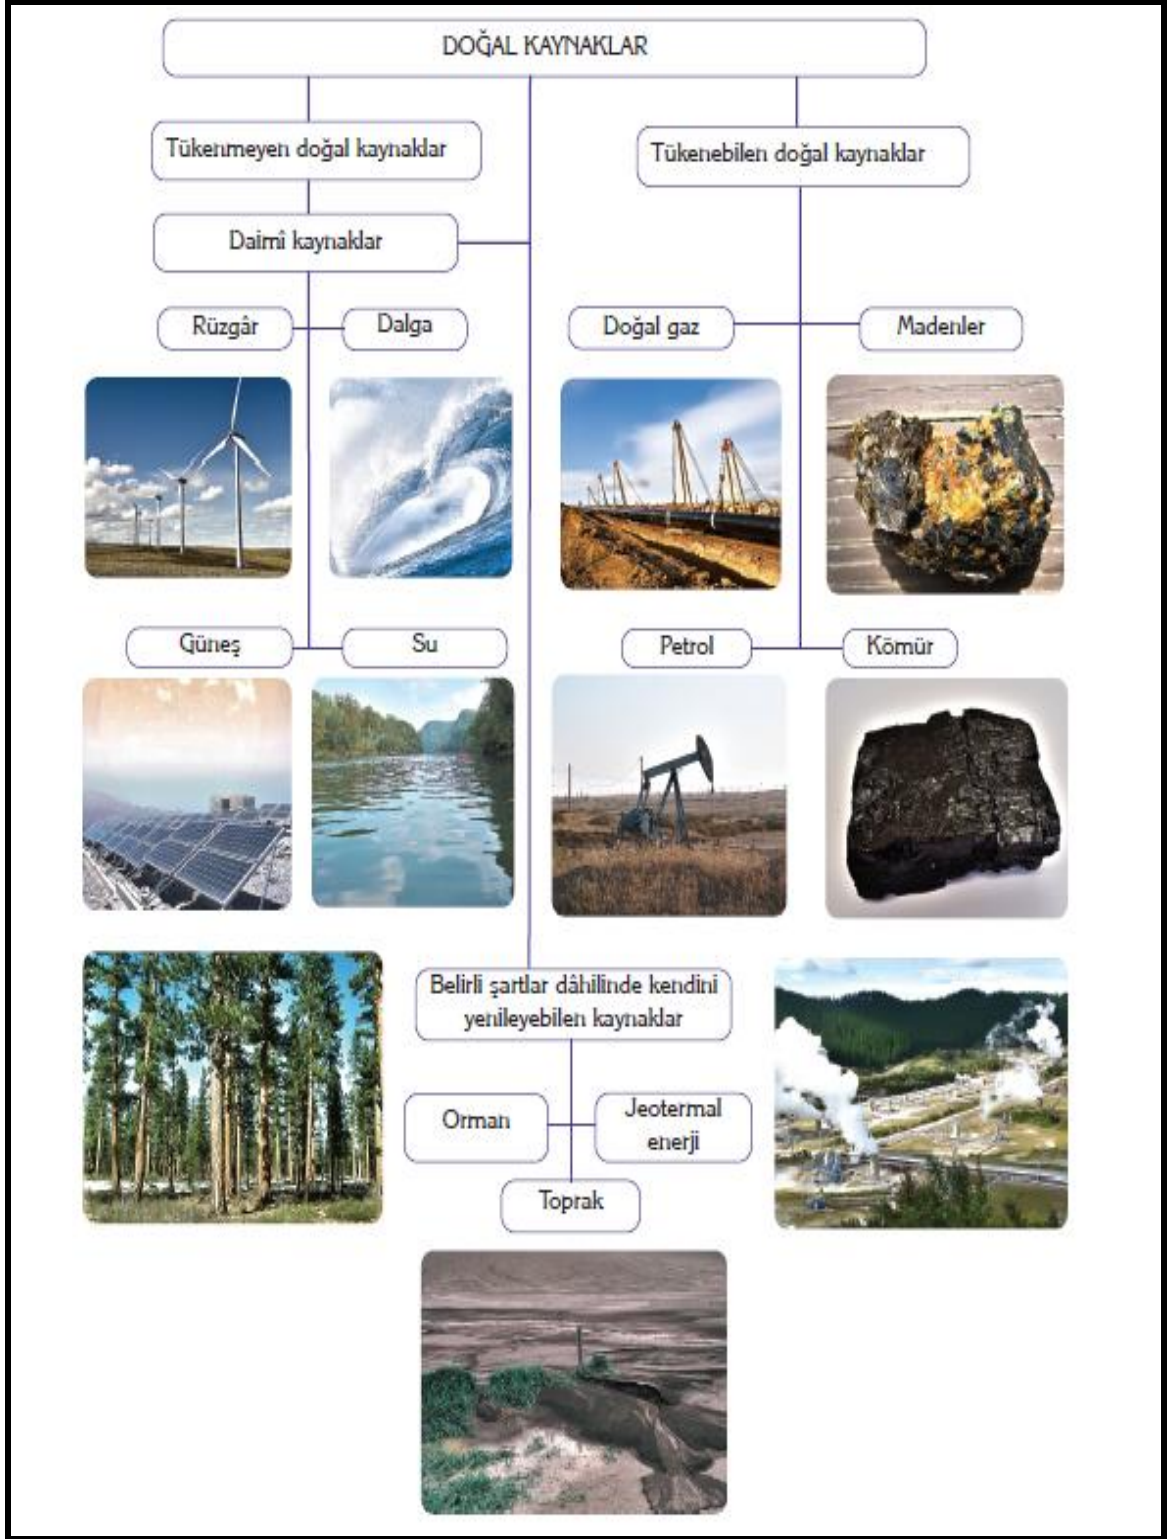 DOĞAL KAYNAKLAR
Tükenmeyen doğal kaynaklar
Tükenebilen doğal kaynaklar
Daimî kaynaklar
Rüzgâr
Dalga
Doğal gaz
Madenler
Güneş
Su
Petrol
Kömür
Belirli şartlar dâhilinde kendini
yenileyebilen kaynaklar
Orman
Jeotermal
enerji
Toprak